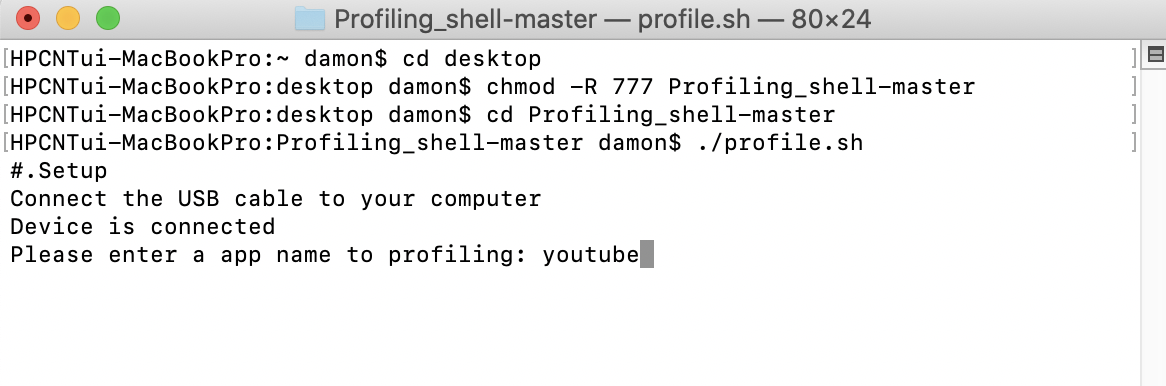 Profiling_shell-master — profile.sh — 80×24
[HPCNTui-MacBookPro:~ damon$ cd desktop ]
[HPCNTui-MacBookPro:desktop damon$ chmod -R 777 Profiling_shell-master ]
[HPCNTui-MacBookPro:desktop damon$ cd Profiling_shell-master ]
[HPCNTui-MacBookPro:Profiling_shell-master damon$ ./profile.sh ]
#.Setup
Connect the USB cable to your computer
Device is connected
Please enter a app name to profiling: youtube